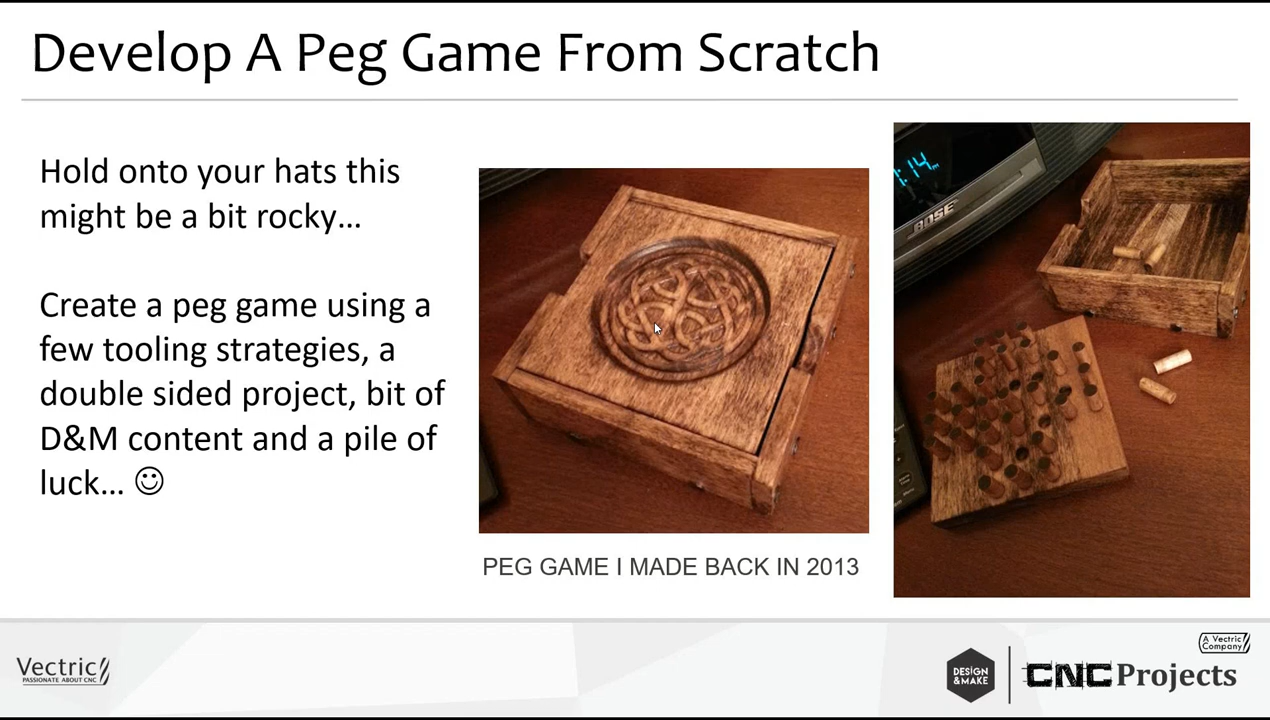 Develop A Peg Game From Scratch
Hold onto your hats this
might be a bit rocky...
Create a peg game using a
few tooling strategies, a
double sided project, bit of
D&M content and a pile of
luck... ☺
1:14
BOSE
PEG GAME I MADE BACK IN 2013
Vectric
PASSIONATE ABOUT CNC
DESIGN
&MAKE
A Vectric
Company
CNC Projects